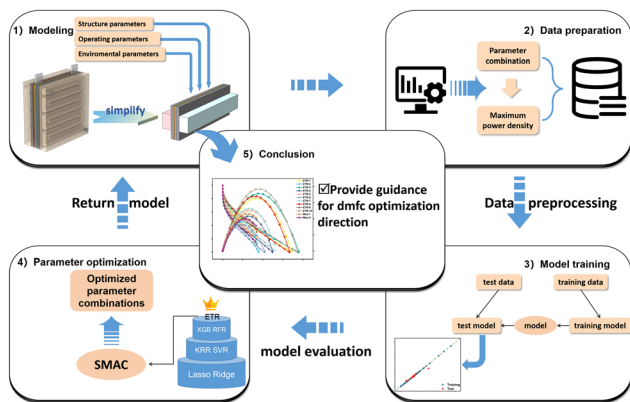 1) Modeling
Structure parameters
Operating parameters
Enviromental parameters
simplify
2) Data preparation
Parameter
combination
Maximum
power density
5) Conclusion
☑Provide guidance
for dmfc optimization
direction
Return model
Data preprocessing
4) Parameter optimization
Optimized
parameter
combinations
SMAC
ETR
XGB RFR
KRR SVR
Lasso Ridge
model evaluation
3) Model training
test data
training data
test model
model
training model
Training
Test